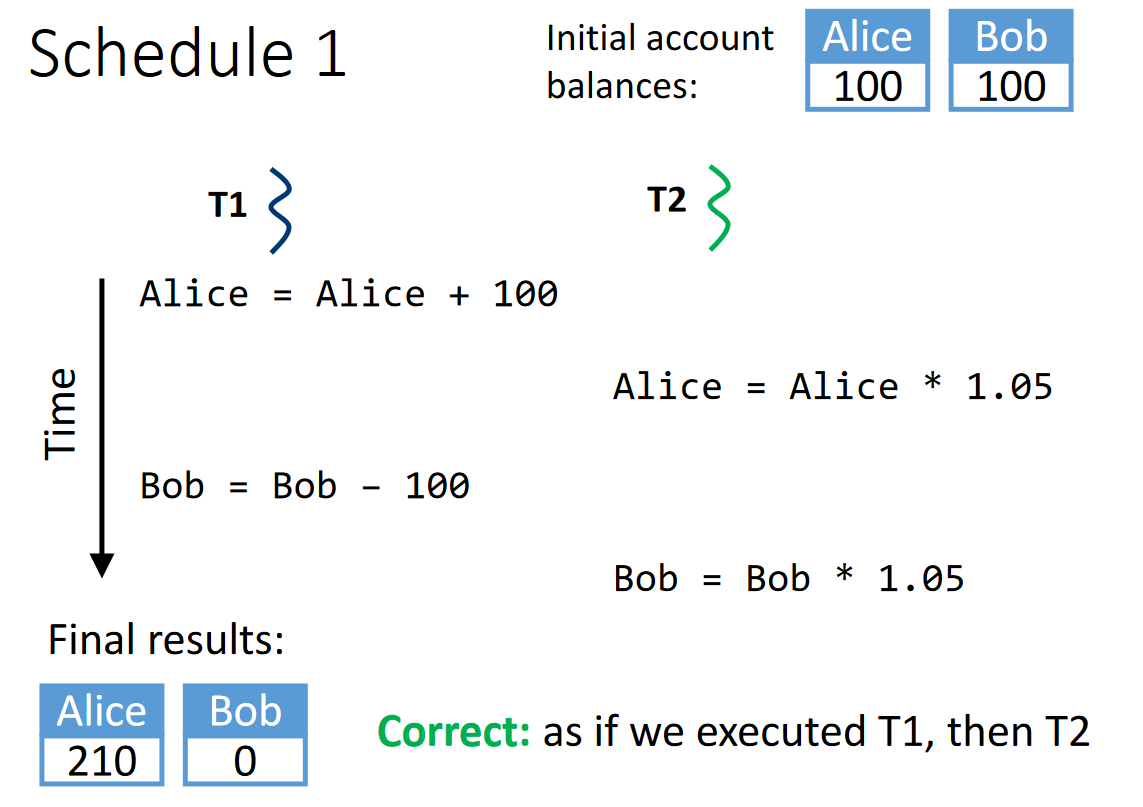 Schedule 1
Initial account
balances:
Alice
Bob
100
100
T1
T2
Alice = Alice + 100
Alice = Alice * 1.05
Time
Bob = Bob – 100
Bob = Bob * 1.05
Final results:
Alice
Bob
210
0
Correct: as if we executed T1, then T2